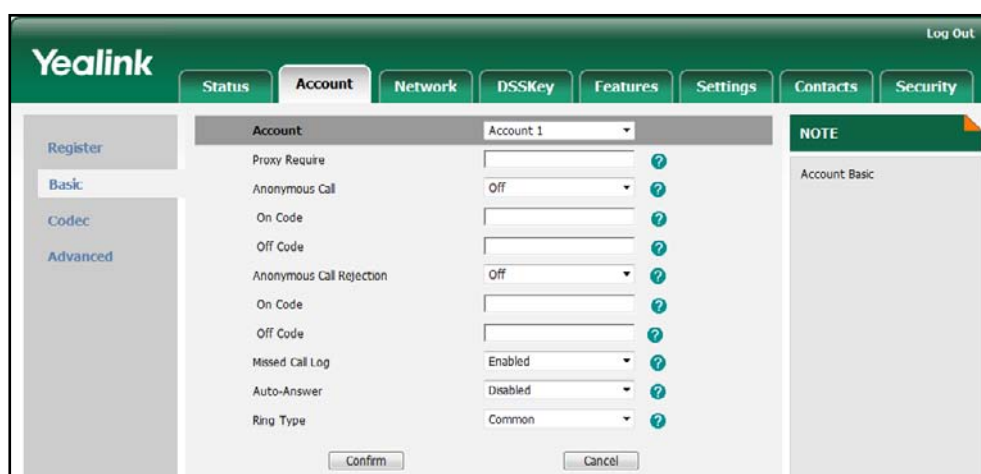 Log Out
Yealink
Status Account Network DSSKey Features Settings Contacts Security
Register
Basic
Codec
Advanced
Account Account 1
Proxy Require ?
Anonymous Call Off ?
On Code ?
Off Code ?
Anonymous Call Rejection Off ?
On Code ?
Off Code ?
Missed Call Log Enabled ?
Auto-Answer Disabled ?
Ring Type Common ?
Confirm Cancel
NOTE
Account Basic